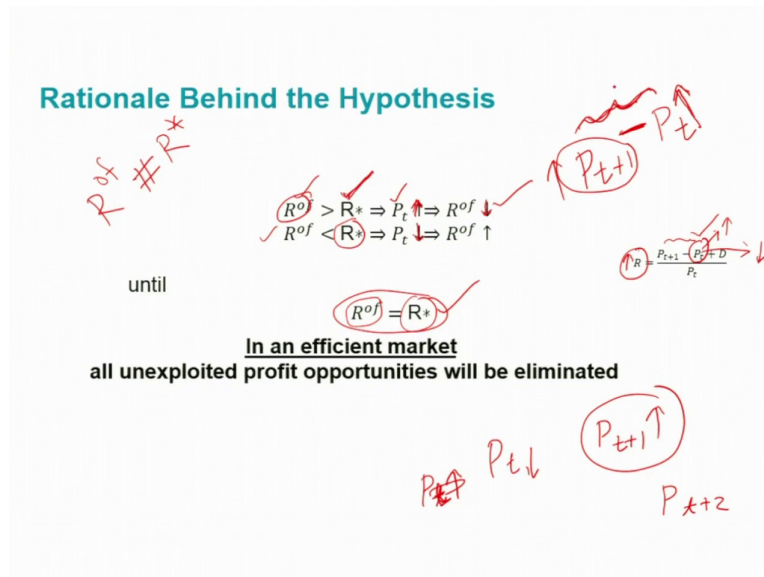 Rationale Behind the Hypothesis
R^of # R*
- P_t ↑
↑ P_t+1
R^of > R* ⇒ P_t ⇑ ⇒ R^of ↓
R^of < R* ⇒ P_t ↓ ⇒ R^of ↑
↑ R = (P_t+1 − P_t + D) / P_t ↓
until
R^of = R*
In an efficient market
all unexploited profit opportunities will be eliminated
P_t+1 ↑
P_t ↓
P_t+2